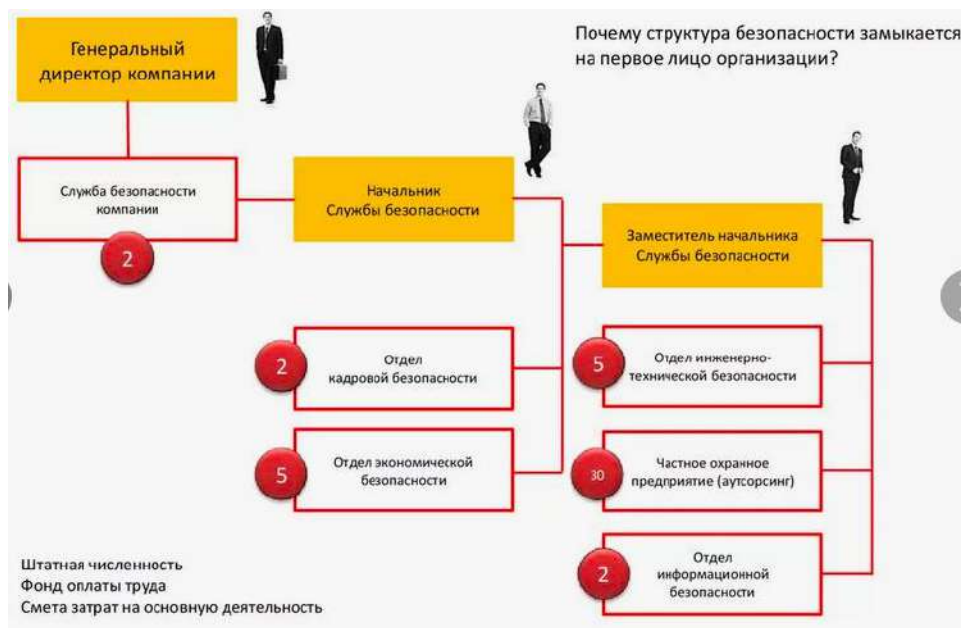 Генеральный
директор компании
Почему структура безопасности замыкается
на первое лицо организации?
Служба безопасности
компании
2
Начальник
Службы безопасности
Заместитель начальника
Службы безопасности
2
Отдел
кадровой безопасности
5
Отдел инженерно-
технической безопасности
5
Отдел экономической
безопасности
30
Частное охранное
предприятие (аутсорсинг)
2
Отдел
информационной
безопасности
Штатная численность
Фонд оплаты труда
Смета затрат на основную деятельность